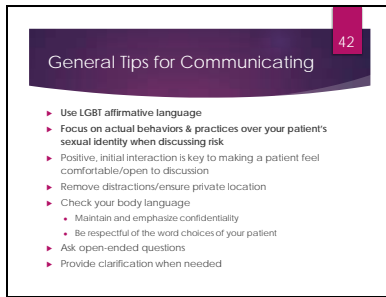 42
General Tips for Communicating
▶ Use LGBT affirmative language
▶ Focus on actual behaviors & practices over your patient's
sexual identity when discussing risk
▶ Positive, initial interaction is key to making a patient feel
comfortable/open to discussion
▶ Remove distractions/ensure private location
▶ Check your body language
• Maintain and emphasize confidentiality
• Be respectful of the word choices of your patient
▶ Ask open-ended questions
▶ Provide clarification when needed